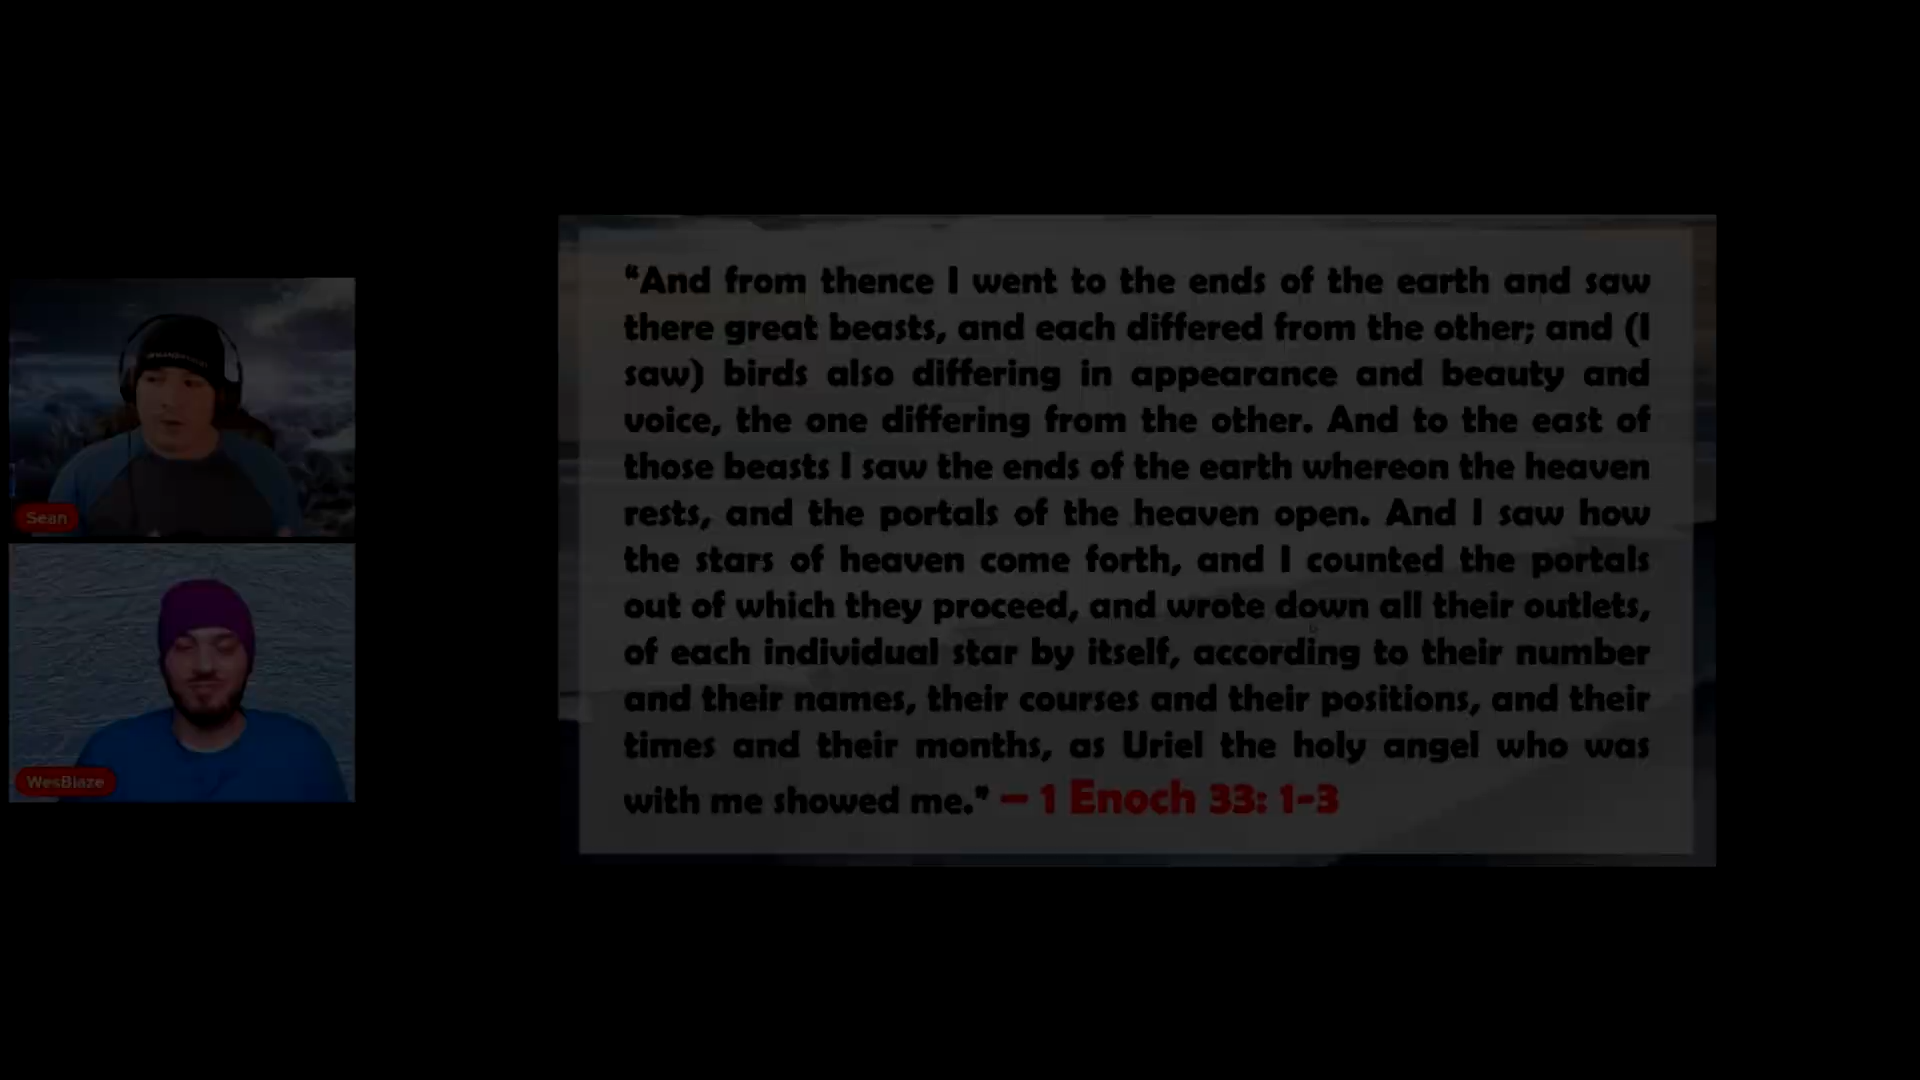 “And from thence I went to the ends of the earth and saw
there great beasts, and each differed from the other; and (I
saw) birds also differing in appearance and beauty and
voice, the one differing from the other. And to the east of
those beasts I saw the ends of the earth whereon the heaven
rests, and the portals of the heaven open. And I saw how
the stars of heaven come forth, and I counted the portals
out of which they proceed, and wrote down all their outlets,
of each individual star by itself, according to their number
and their names, their courses and their positions, and their
times and their months, as Uriel the holy angel who was
with me showed me.” – 1 Enoch 33: 1-3
Sean
WesBlaze